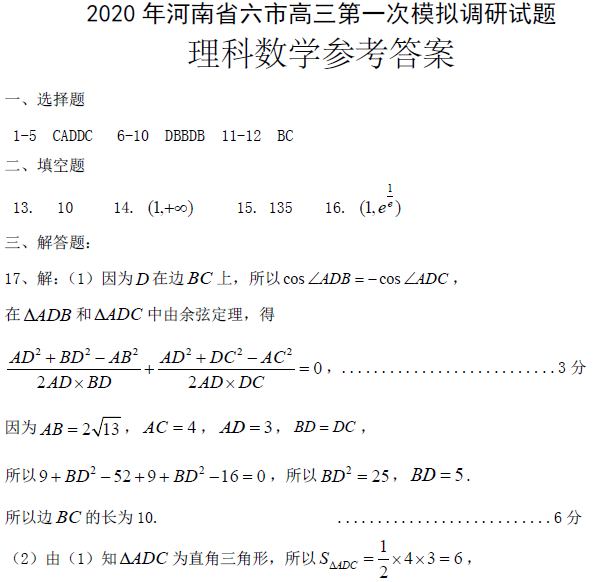 2020 年河南省六市高三第一次模拟调研试题
理科数学参考答案
一、选择题
1-5 CADDC 6-10 DBBDB 11-12 BC
二、填空题
13. 10 14. (1,+∞) 15. 135 16. (1,e^{\frac{1}{e}})
三、解答题：
17、解：（1）因为 D 在边 BC 上，所以 cos∠ADB = −cos∠ADC，
在 ΔADB 和 ΔADC 中由余弦定理，得
\frac{AD²+BD²−AB²}{2AD×BD} + \frac{AD²+DC²−AC²}{2AD×DC} = 0，...........................3 分
因为 AB = 2√13，AC = 4，AD = 3，BD = DC，
所以 9+BD²−52+9+BD²−16=0，所以 BD² = 25，BD = 5.
所以边 BC 的长为 10. ...........................6 分
（2）由（1）知 ΔADC 为直角三角形，所以 S_{ΔADC} = \frac{1}{2}×4×3 = 6，